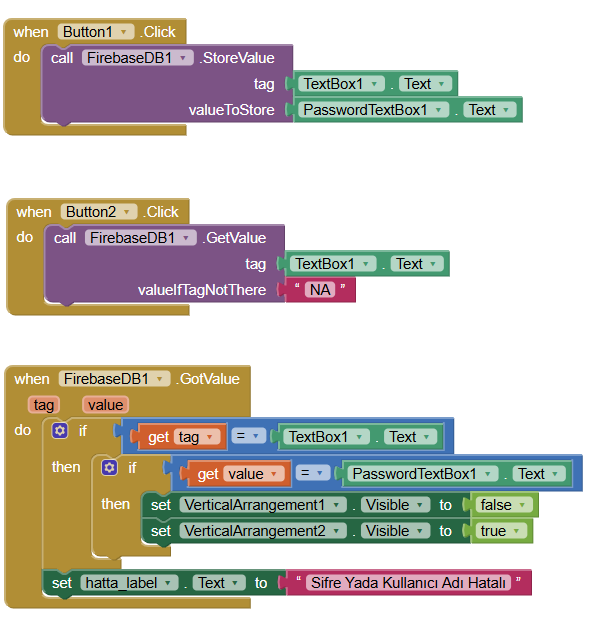 when Button1 .Click
do call FirebaseDB1 .StoreValue
tag TextBox1 . Text
valueToStore PasswordTextBox1 . Text
when Button2 .Click
do call FirebaseDB1 .GetValue
tag TextBox1 . Text
valueIfTagNotThere " NA "
when FirebaseDB1 .GotValue
tag value
do if get tag = TextBox1 . Text
then if get value = PasswordTextBox1 . Text
then set VerticalArrangement1 . Visible to false
set VerticalArrangement2 . Visible to true
set hatta_label . Text to " Sifre Yada Kullanıcı Adı Hatalı "